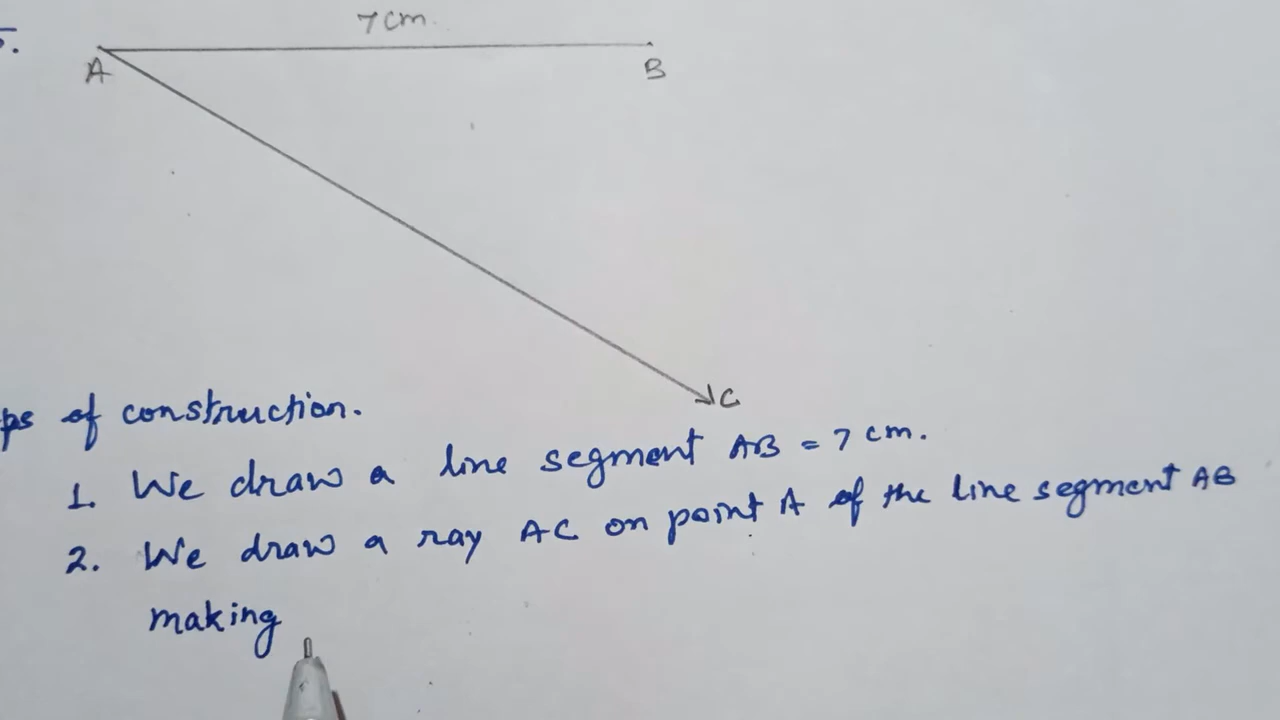 5.
7cm.
A
B
C
ps of construction.
1. We draw a line segment AB = 7 cm.
2. We draw a ray AC on point A of the line segment AB
making